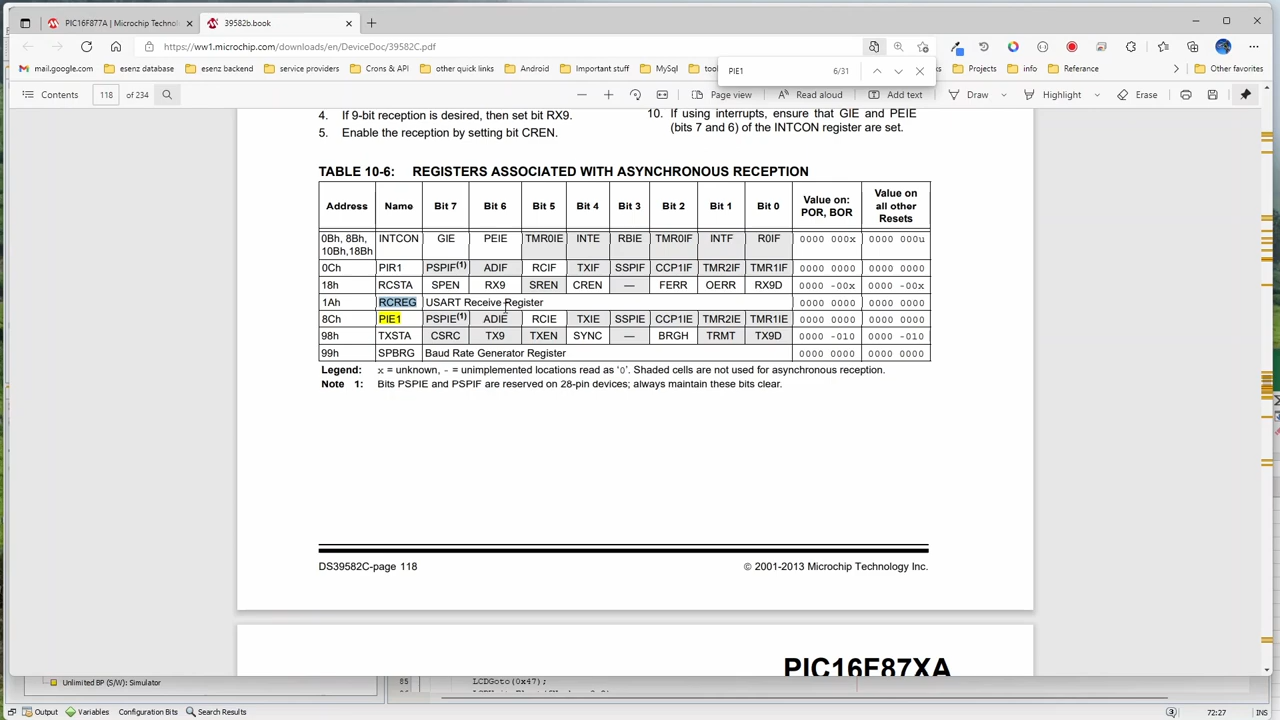 PIC16F877A | Microchip Technol
39582b.book
https://ww1.microchip.com/downloads/en/DeviceDoc/39582C.pdf
PIE1 6/31
mail.google.com esenz database esenz backend service providers Crons & API other quick links Android Important stuff MySql Projects info Reference Other favorites
Contents 118 of 234 Page view Read aloud Add text Draw Highlight Erase
4. If 9-bit reception is desired, then set bit RX9.
5. Enable the reception by setting bit CREN.
10. If using interrupts, ensure that GIE and PEIE
(bits 7 and 6) of the INTCON register are set.
TABLE 10-6: REGISTERS ASSOCIATED WITH ASYNCHRONOUS RECEPTION
Address Name Bit 7 Bit 6 Bit 5 Bit 4 Bit 3 Bit 2 Bit 1 Bit 0 Value on: POR, BOR Value on all other Resets
0Bh, 8Bh, 10Bh,18Bh INTCON GIE PEIE TMR0IE INTE RBIE TMR0IF INTF R0IF 0000 000x 0000 000u
0Ch PIR1 PSPIF(1) ADIF RCIF TXIF SSPIF CCP1IF TMR2IF TMR1IF 0000 0000 0000 0000
18h RCSTA SPEN RX9 SREN CREN — FERR OERR RX9D 0000 -00x 0000 -00x
1Ah RCREG USART Receive Register 0000 0000 0000 0000
8Ch PIE1 PSPIE(1) ADIE RCIE TXIE SSPIE CCP1IE TMR2IE TMR1IE 0000 0000 0000 0000
98h TXSTA CSRC TX9 TXEN SYNC — BRGH TRMT TX9D 0000 -010 0000 -010
99h SPBRG Baud Rate Generator Register 0000 0000 0000 0000
Legend: x = unknown, - = unimplemented locations read as ‘0’. Shaded cells are not used for asynchronous reception.
Note 1: Bits PSPIE and PSPIF are reserved on 28-pin devices; always maintain these bits clear.
DS39582C-page 118 © 2001-2013 Microchip Technology Inc.
PIC16F87XA
Unlimited BP (S/W): Simulator
85 LCDGoto(0x47);
Output Variables Configuration Bits Search Results 3 72:27 INS